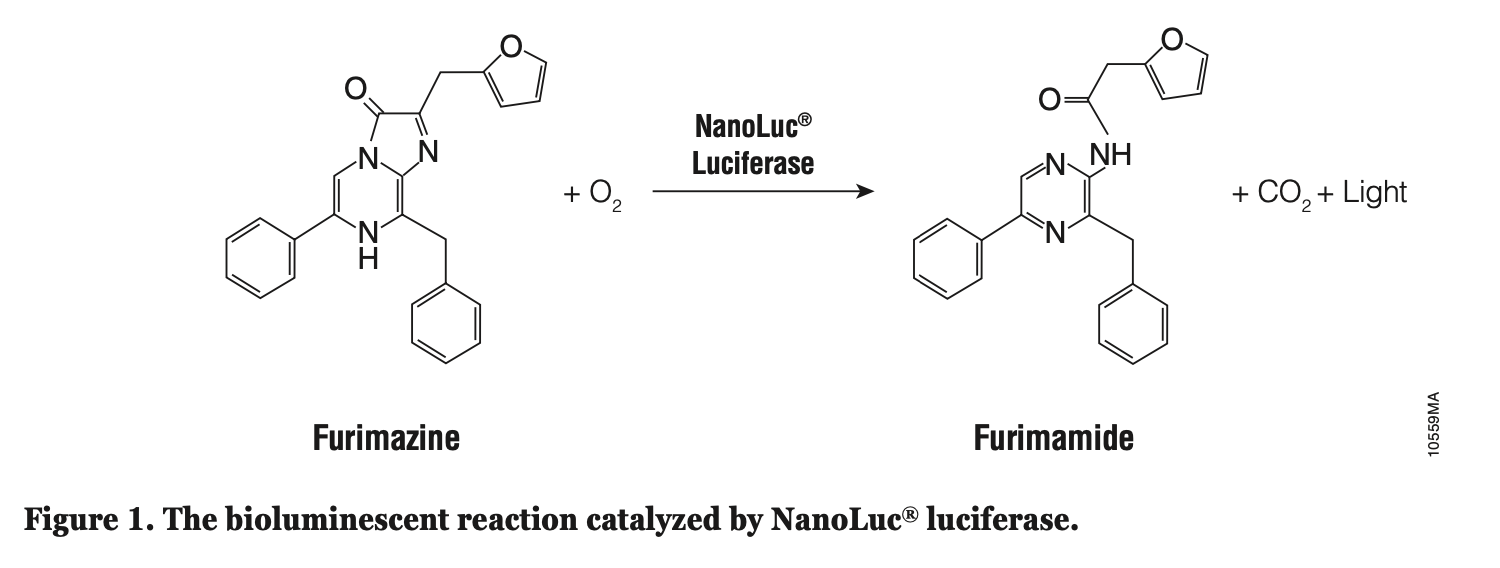 O
O
N
N
N
H
NanoLuc®
Luciferase
+ O2
O
O
NH
N
N
+ CO2 + Light
Furimazine
Furimamide
10559MA
Figure 1. The bioluminescent reaction catalyzed by NanoLuc® luciferase.